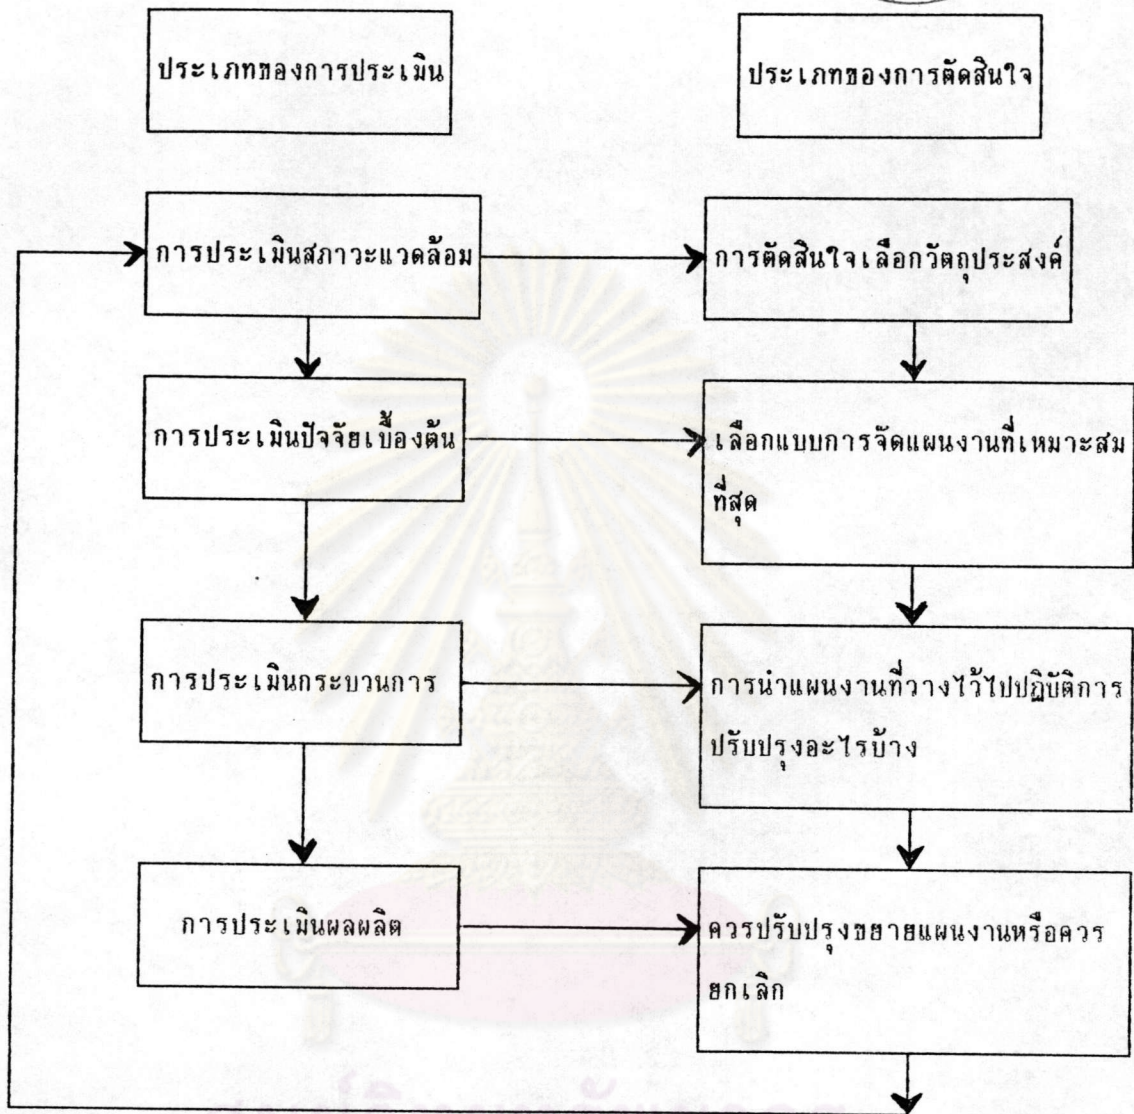 ประเภทของการประเมิน
ประเภทของการตัดสินใจ
การประเมินสภาวะแวดล้อม
การตัดสินใจเลือกวัตถุประสงค์
การประเมินปัจจัยเบื้องต้น
เลือกแบบการจัดแผนงานที่เหมาะสม
ที่สุด
การประเมินกระบวนการ
การนำแผนงานที่วางไว้ไปปฏิบัติการ
ปรับปรุงอะไรบ้าง
การประเมินผลผลิต
ควรปรับปรุงขยายแผนงานหรือควร
ยกเลิก